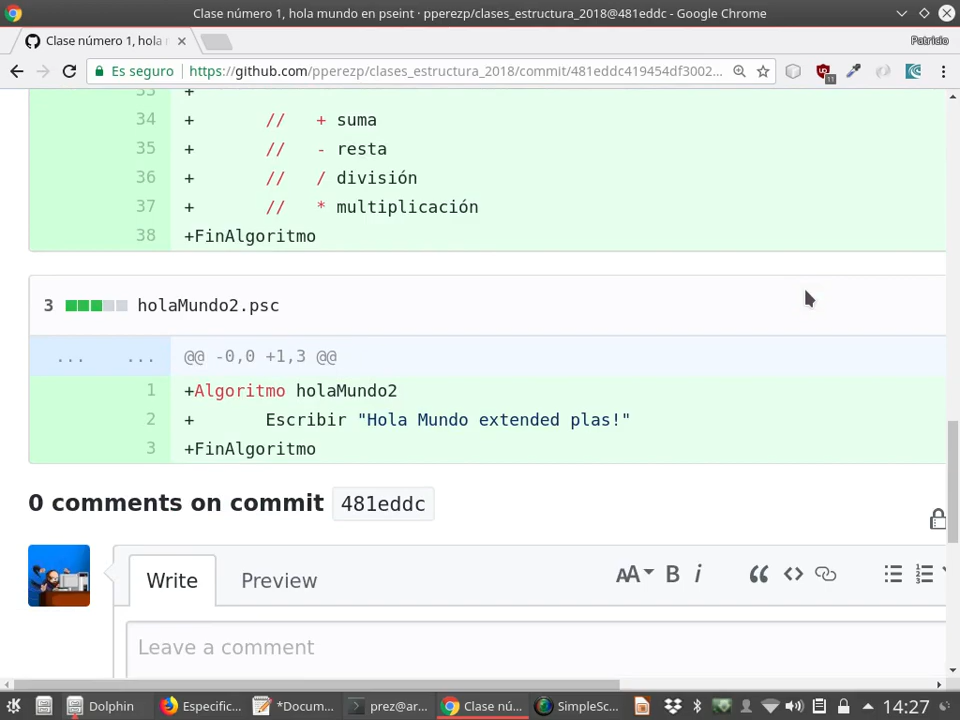 Clase número 1, hola mundo en pseint · pperezp/clases_estructura_2018@481eddc - Google Chrome
Clase número 1, hola
Patricio
Es seguro | https://github.com/pperezp/clases_estructura_2018/commit/481eddc419454df3002...
11
33 +
34 + // + suma
35 + // - resta
36 + // / división
37 + // * multiplicación
38 +FinAlgoritmo
3 holaMundo2.psc
... ... @@ -0,0 +1,3 @@
1 +Algoritmo holaMundo2
2 + Escribir "Hola Mundo extended plas!"
3 +FinAlgoritmo
0 comments on commit 481eddc
Write Preview AA B i “ <>
Leave a comment
Dolphin Especific... *Docum... prez@ar... Clase nú... SimpleSc... 14:27